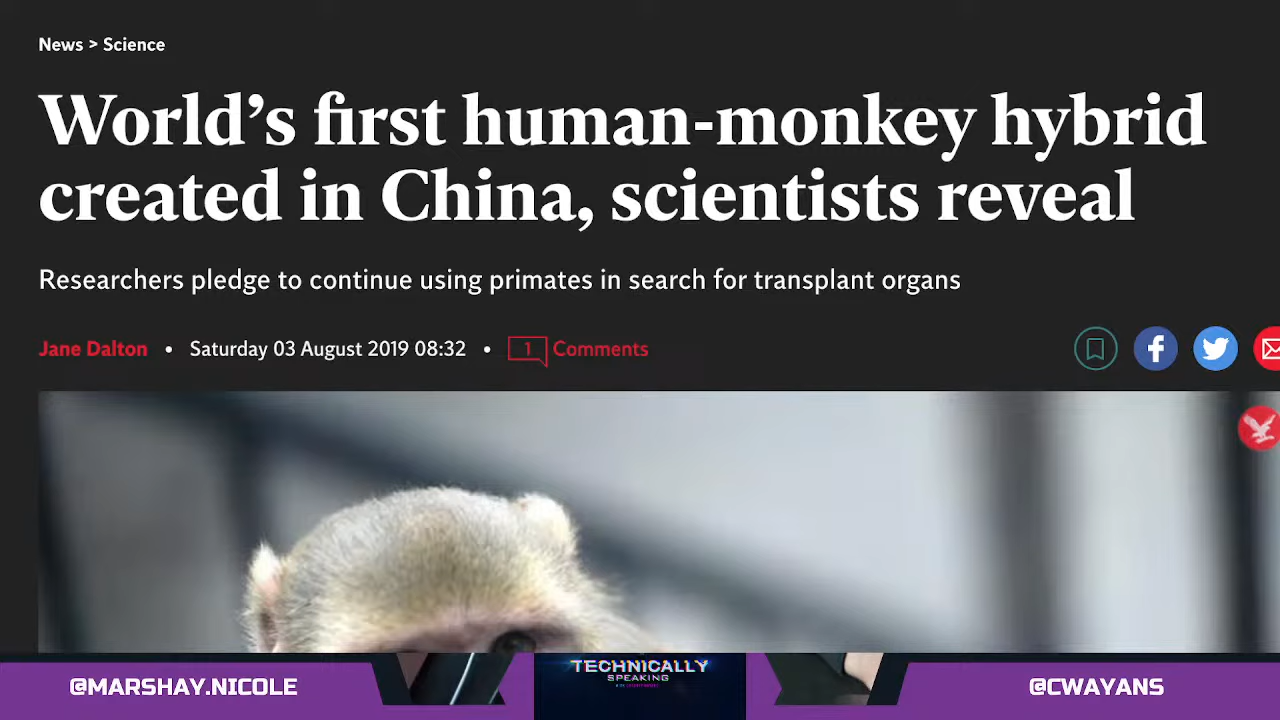 News > Science
World's first human-monkey hybrid
created in China, scientists reveal
Researchers pledge to continue using primates in search for transplant organs
Jane Dalton • Saturday 03 August 2019 08:32 • 1 Comments
TECHNICALLY
SPEAKING
@MARSHAY.NICOLE
@CWAYANS